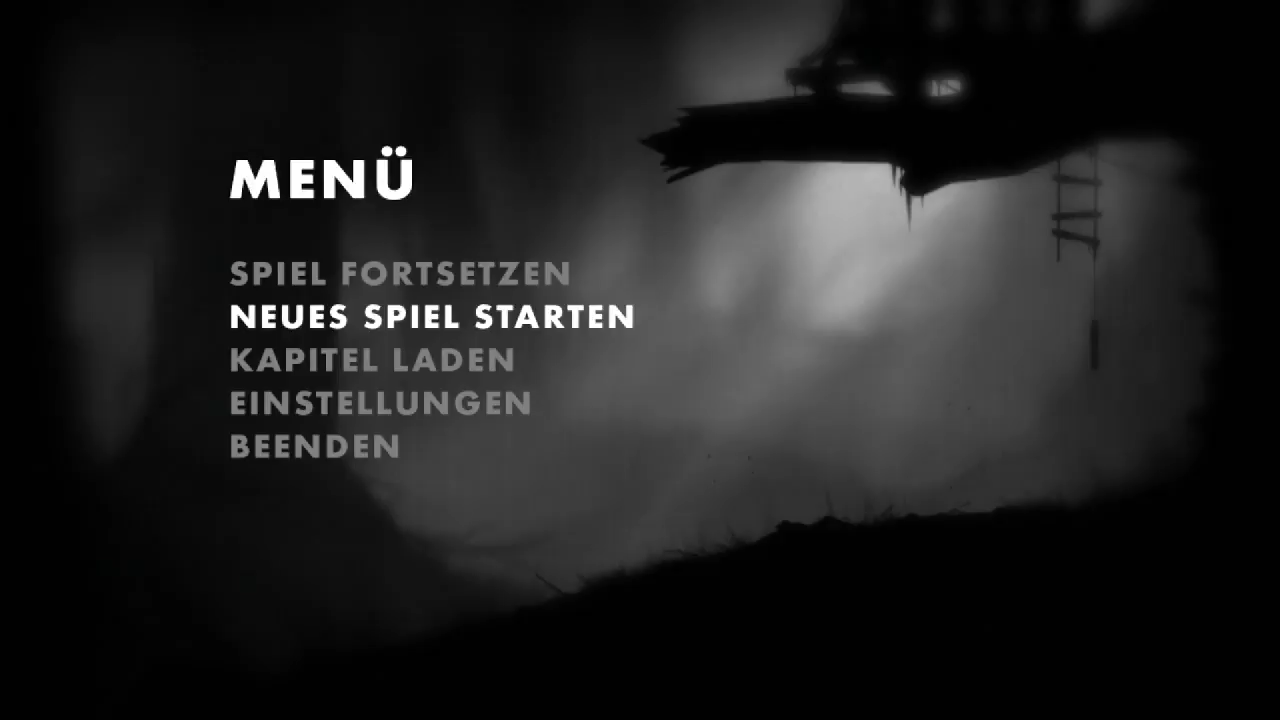 MENÜ
SPIEL FORTSETZEN
NEUES SPIEL STARTEN
KAPITEL LADEN
EINSTELLUNGEN
BEENDEN